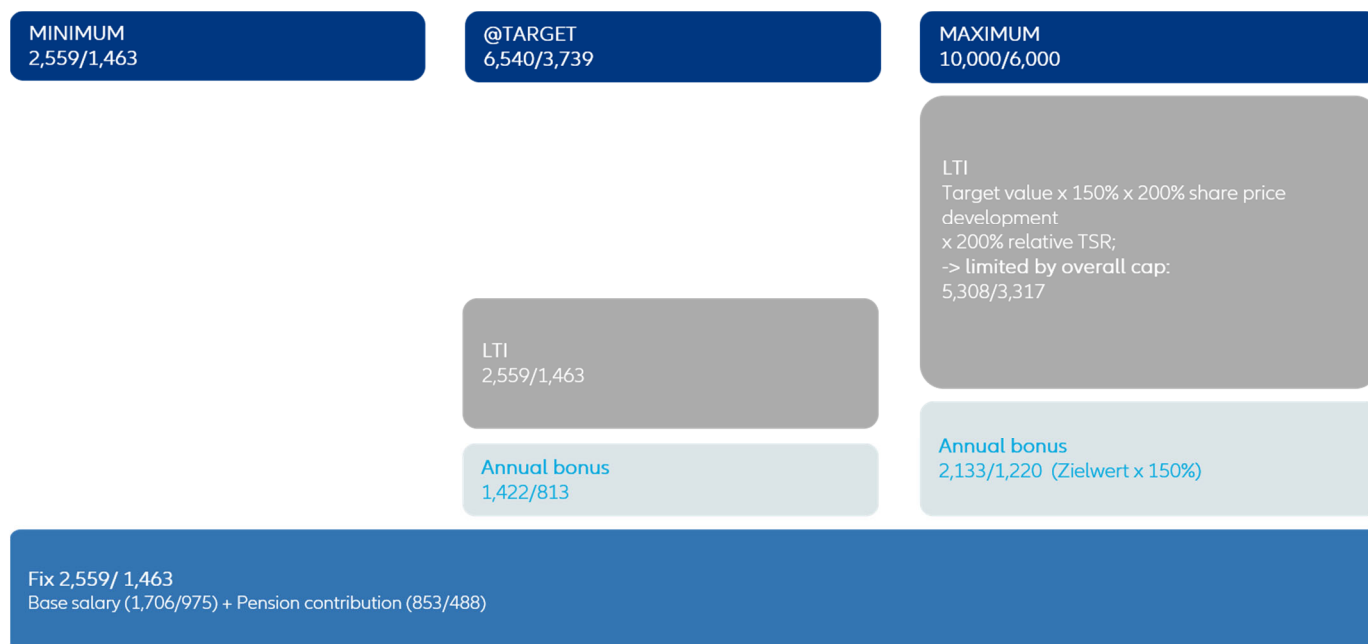 MINIMUM
2,559/1,463
@TARGET
6,540/3,739
MAXIMUM
10,000/6,000
LTI
Target value x 150% x 200% share price
development
x 200% relative TSR;
-> limited by overall cap:
5,308/3,317
LTI
2,559/1,463
Annual bonus
1,422/813
Annual bonus
2,133/1,220 (Zielwert x 150%)
Fix 2,559/ 1,463
Base salary (1,706/975) + Pension contribution (853/488)